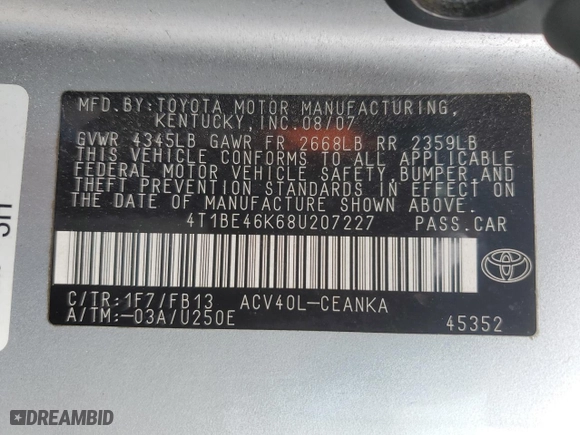 MFD.BY:TOYOTA MOTOR MANUFACTURING,
KENTUCKY,INC.08/07
GVWR 4345LB GAWR FR 2668LB RR 2359LB
THIS VEHICLE CONFORMS TO ALL APPLICABLE
FEDERAL MOTOR VEHICLE SAFETY,BUMPER,AND
THEFT PREVENTION STANDARDS IN EFFECT
ON THE DATE OF MANUFACTURE SHOWN ABOVE.
4T1BE46K68U207227 PASS.CAR
C/TR:1F7/FB13 ACV40L-CEANKA
A/TM:-03A/U250E 45352
DREAMBID